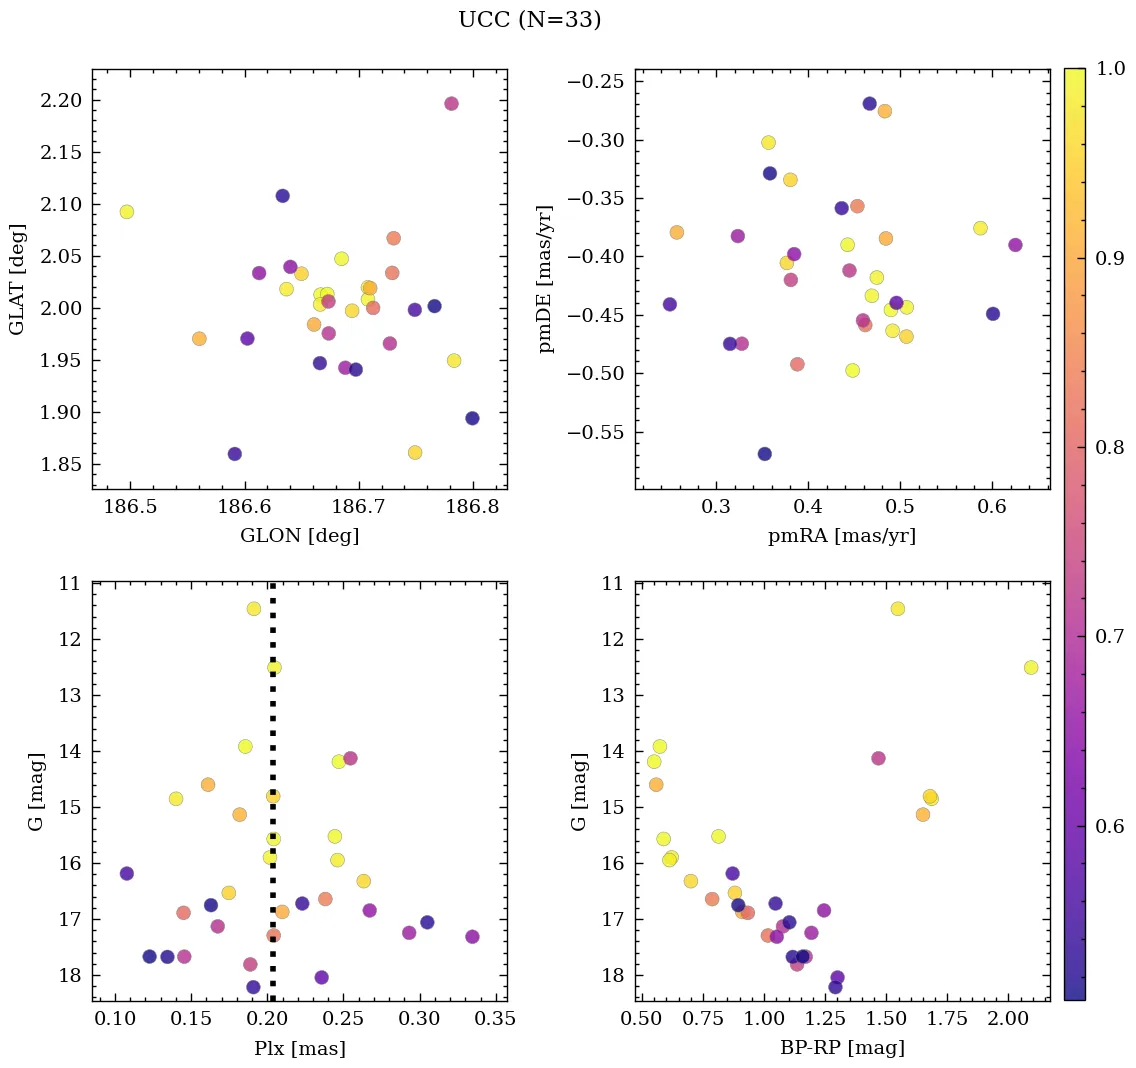 UCC (N=33)
2.20
2.15
2.10
2.05
2.00
1.95
1.90
1.85
GLAT [deg]
186.5 186.6 186.7 186.8
GLON [deg]
−0.25
−0.30
−0.35
−0.40
−0.45
−0.50
−0.55
pmDE [mas/yr]
0.3 0.4 0.5 0.6
pmRA [mas/yr]
1.0
0.9
0.8
0.7
0.6
11
12
13
14
15
16
17
18
G [mag]
0.10 0.15 0.20 0.25 0.30 0.35
Plx [mas]
11
12
13
14
15
16
17
18
G [mag]
0.50 0.75 1.00 1.25 1.50 1.75 2.00
BP-RP [mag]